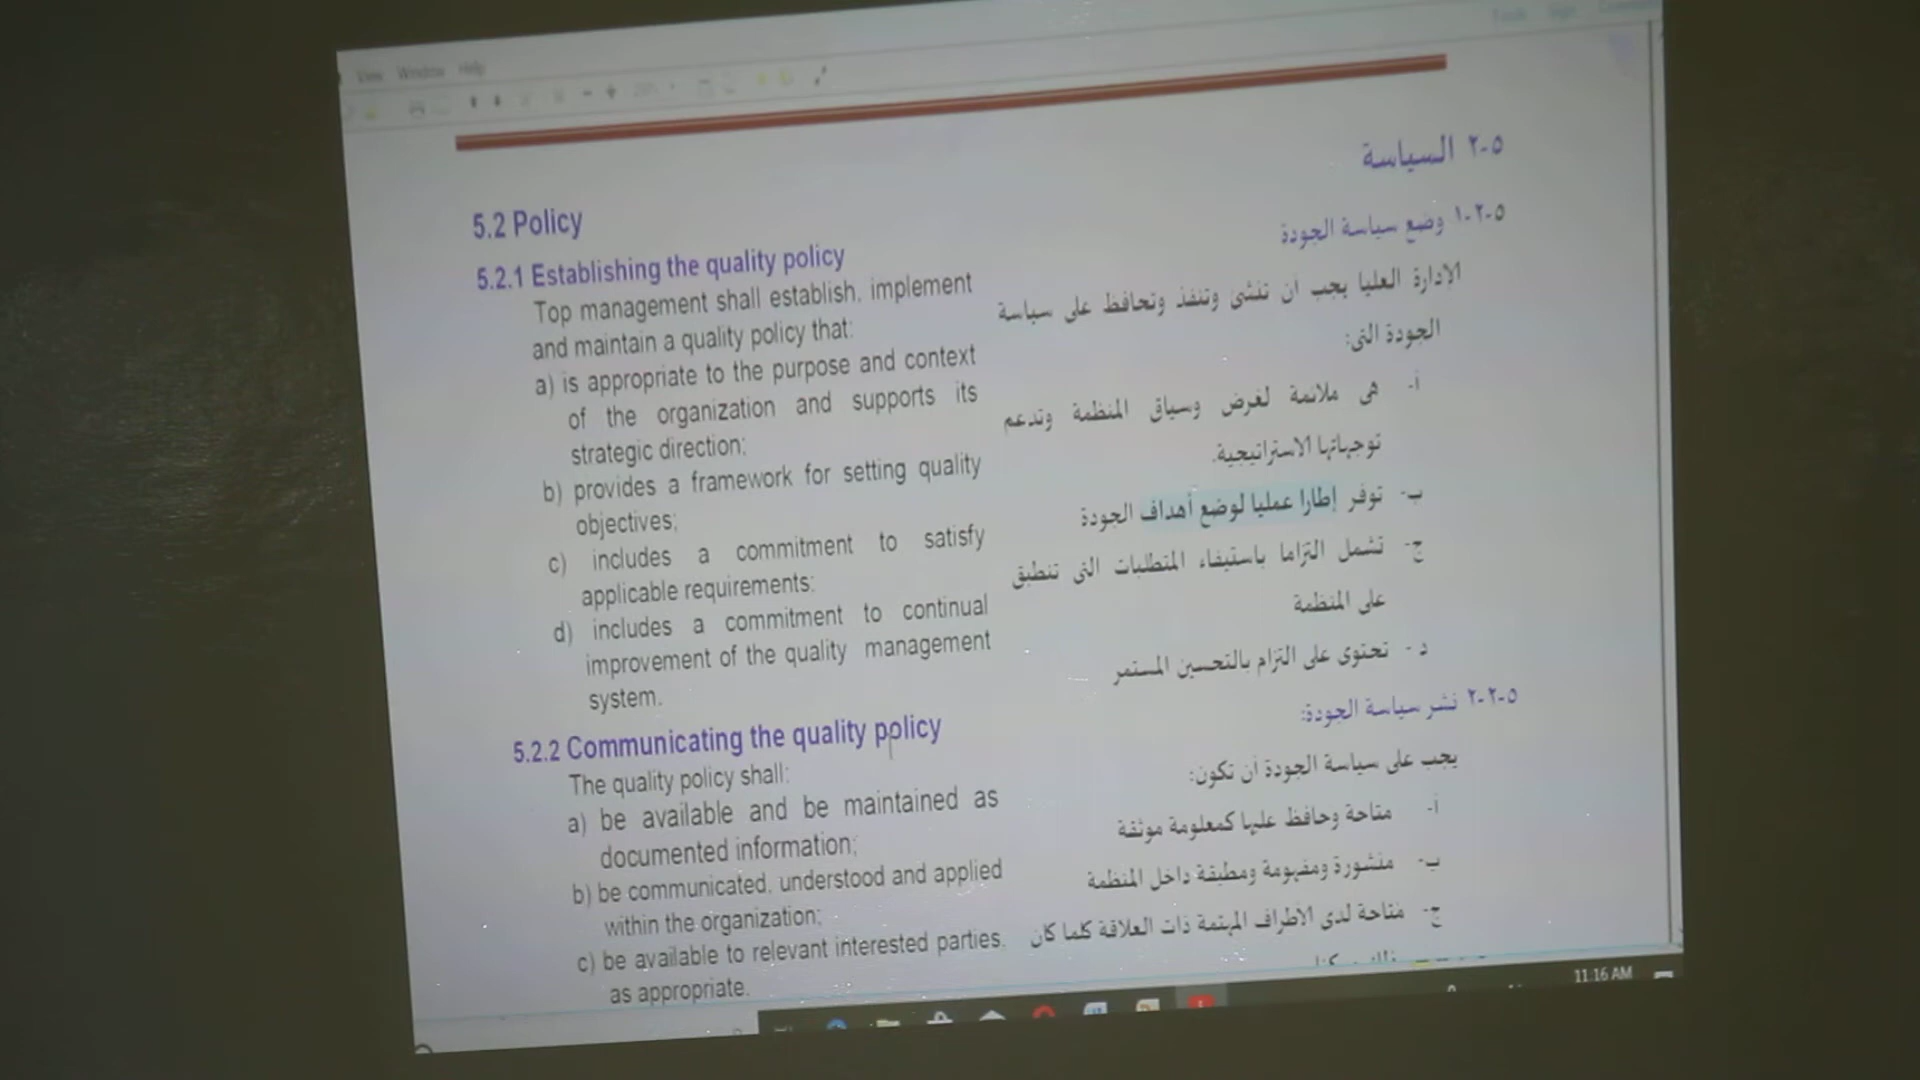 View Window Help
5.2 Policy
5.2.1 Establishing the quality policy
Top management shall establish, implement
and maintain a quality policy that:
a) is appropriate to the purpose and context
of the organization and supports its
strategic direction;
b) provides a framework for setting quality
objectives;
c) includes a commitment to satisfy
applicable requirements;
d) includes a commitment to continual
improvement of the quality management
system.
5.2.2 Communicating the quality policy
The quality policy shall:
a) be available and be maintained as
documented information;
b) be communicated, understood and applied
within the organization;
c) be available to relevant interested parties,
as appropriate.
٥-٢ السياسة
٥-٢-١ وضع سياسة الجودة
الإدارة العليا يجب ان تنشئ وتنفذ وتحافظ على سياسة
الجودة التى:
أ- هى ملائمة لغرض وسياق المنظمة وتدعم
توجهاتها الاستراتيجية.
ب- توفر إطارا عمليا لوضع أهداف الجودة
ج- تشمل التزاما باستيفاء المتطلبات التى تنطبق
على المنظمة
د - تحتوى على التزام بالتحسين المستمر
٥-٢-٢ نشر سياسة الجودة:
يجب على سياسة الجودة أن تكون:
أ- متاحة وحافظ عليها كمعلومة موثقة
ب- منشورة ومفهومة ومطبقة داخل المنظمة
ج- متاحة لدى الأطراف المهتمة ذات العلاقة كلما كان
11:16 AM